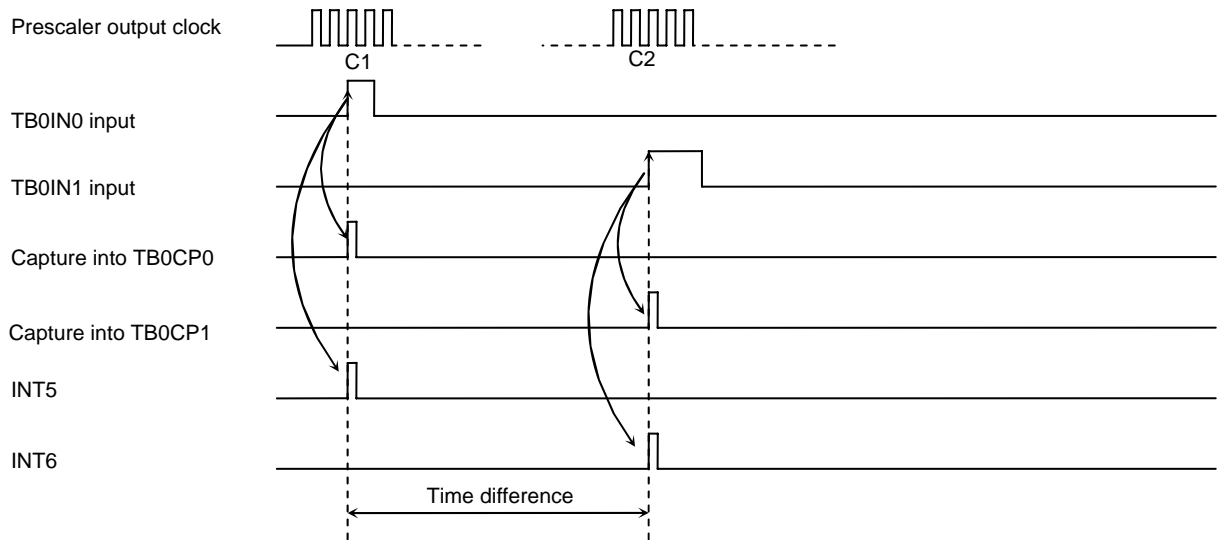 Prescaler output clock
C1
C2
TB0IN0 input
TB0IN1 input
Capture into TB0CP0
Capture into TB0CP1
INT5
INT6
Time difference